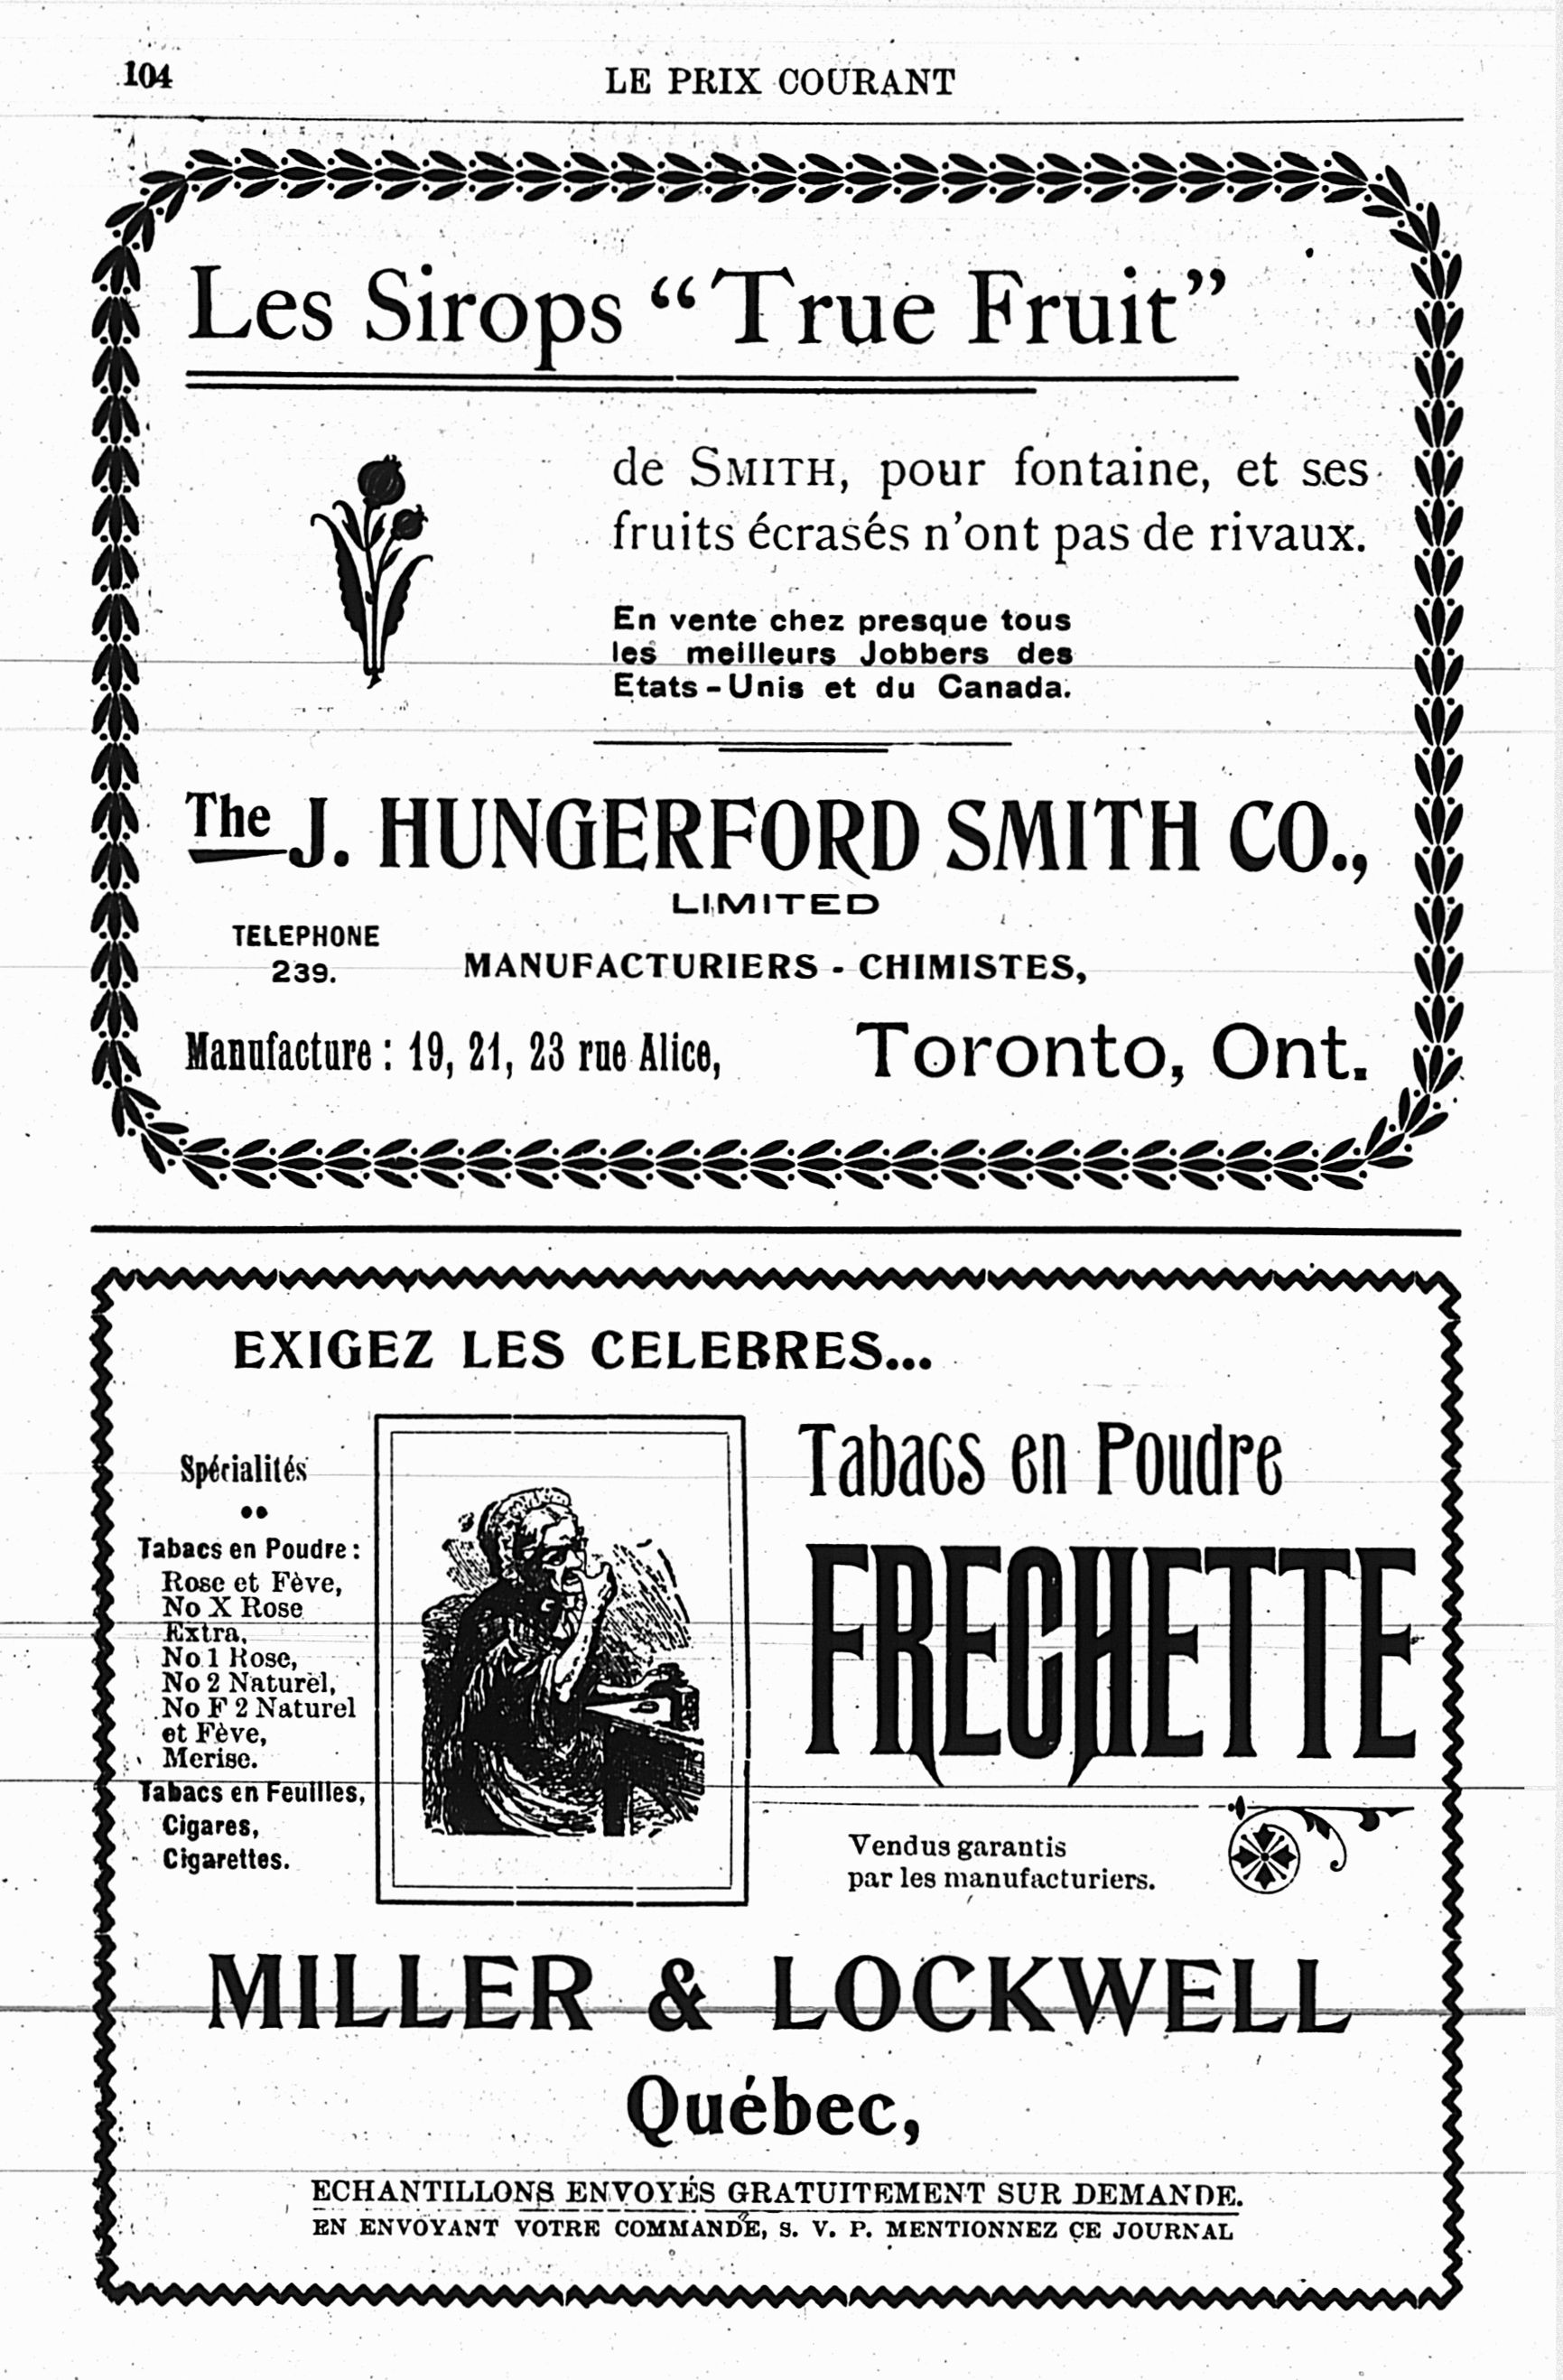 104
LE PRIX COURANT
Les Sirops “True Fruit”
de SMITH, pour fontaine, et ses
fruits écrasés n’ont pas de rivaux.
En vente chez presque tous
les meilleurs Jobbers des
Etats-Unis et du Canada.
The J. HUNGERFORD SMITH CO.,
LIMITED
TELEPHONE
239.
MANUFACTURIERS - CHIMISTES,
Manufacture : 19, 21, 23 rue Alice,
Toronto, Ont.
EXIGEZ LES CELEBRES...
Spécialités
Tabacs en Poudre :
Rose et Fève,
No X Rose
Extra,
No 1 Rose,
No 2 Naturel,
No F 2 Naturel
et Fève,
Merise.
Tabacs en Feuilles,
Cigares,
Cigarettes.
Tabacs en Poudre
FRECHETTE
Vendus garantis
par les manufacturiers.
MILLER & LOCKWELL
Québec,
ECHANTILLONS ENVOYÉS GRATUITEMENT SUR DEMANDE.
EN ENVOYANT VOTRE COMMANDE, S. V. P. MENTIONNEZ CE JOURNAL